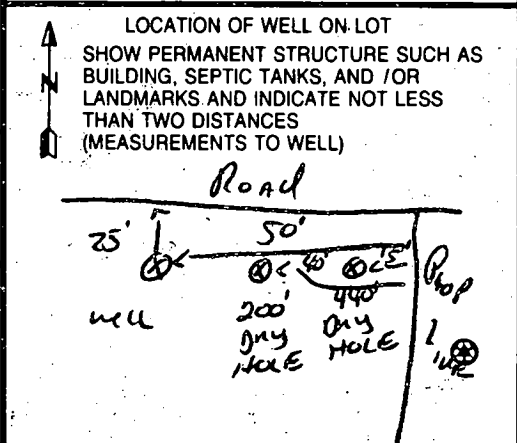 LOCATION OF WELL ON LOT
SHOW PERMANENT STRUCTURE SUCH AS
BUILDING, SEPTIC TANKS, AND /OR
LANDMARKS AND INDICATE NOT LESS
THAN TWO DISTANCES
(MEASUREMENTS TO WELL)
N
ROAD
25' 50'
40' 15'
well 200' 440' Prop
DRY DRY line
HOLE HOLE